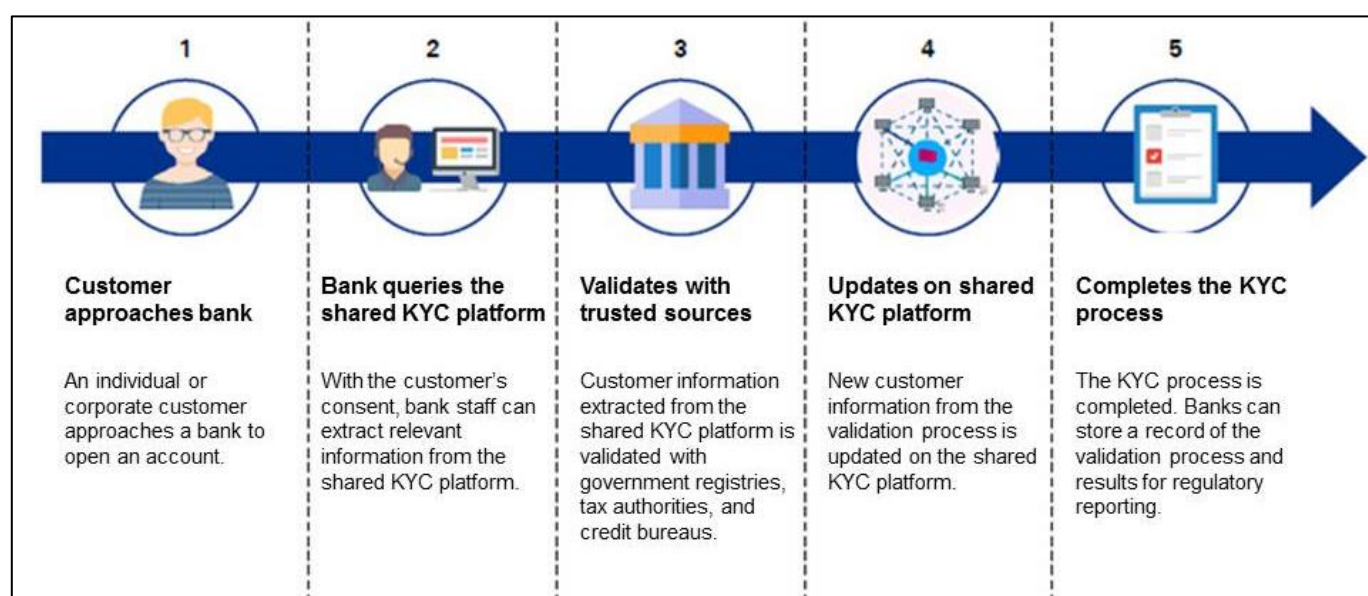 1
2
3
4
5
Customer
approaches bank
An individual or
corporate customer
approaches a bank to
open an account.
Bank queries the
shared KYC platform
With the customer's
consent, bank staff can
extract relevant
information from the
shared KYC platform.
Validates with
trusted sources
Customer information
extracted from the
shared KYC platform is
validated with
government registries,
tax authorities, and
credit bureaus.
Updates on shared
KYC platform
New customer
information from the
validation process is
updated on the shared
KYC platform.
Completes the KYC
process
The KYC process is
completed. Banks can
store a record of the
validation process and
results for regulatory
reporting.